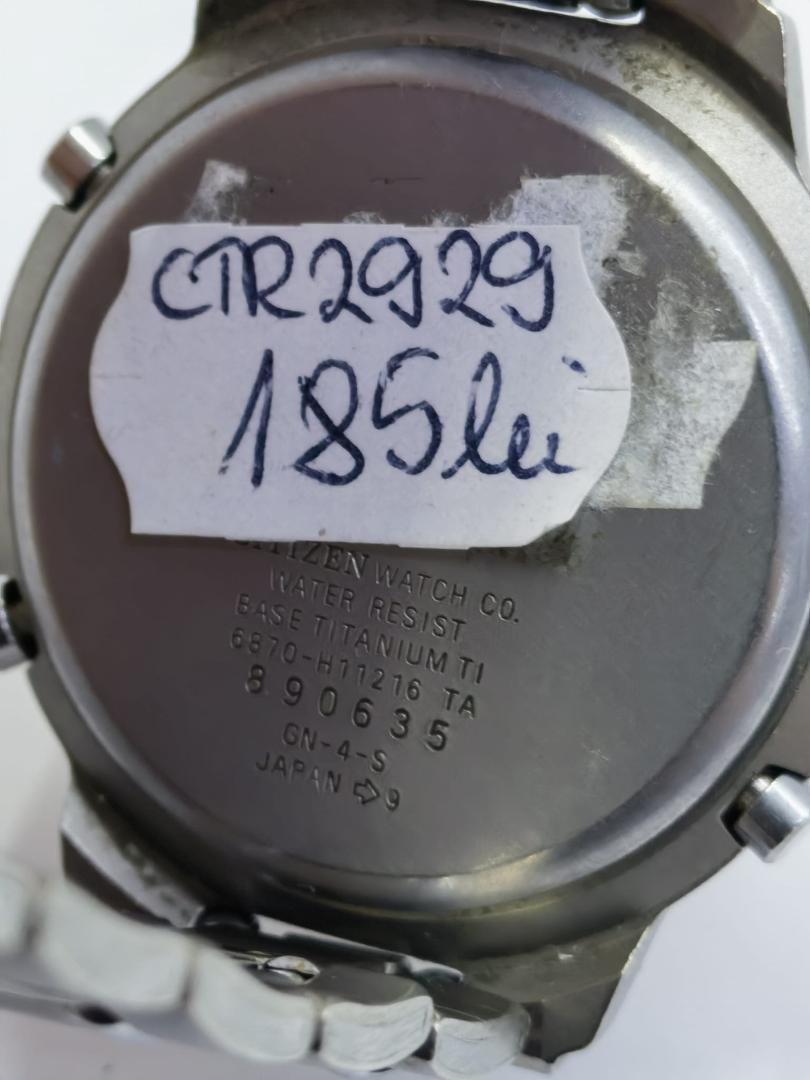 CTR2929
185lei
CITIZEN WATCH CO.
WATER RESIST
BASE TITANIUM TI
6870-H11216 TA
890635
GN-4-S
JAPAN ⇨9